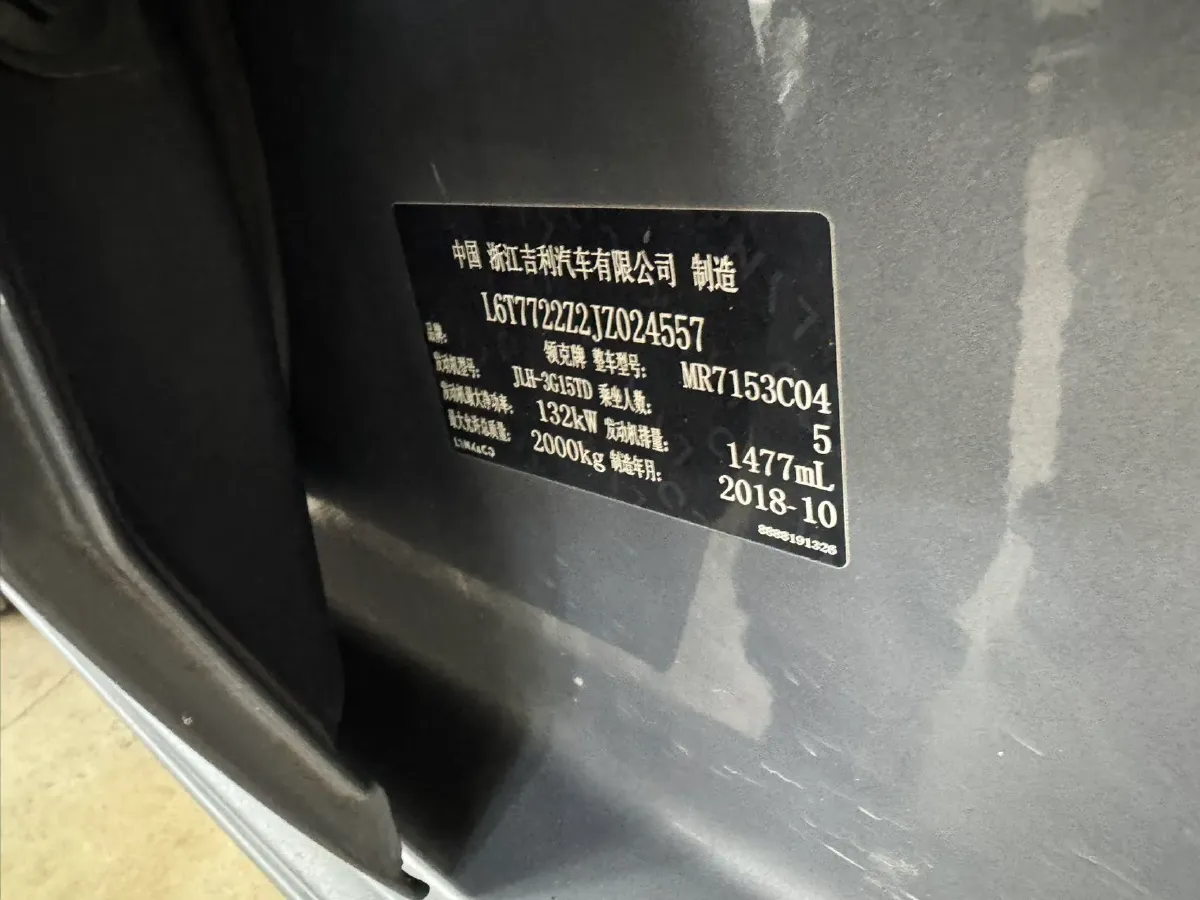 中国 浙江吉利汽车有限公司 制造
L6T7722Z2JZ024557
品牌: 领克牌 整车型号: MR7153C04
发动机型号: JLH-3G15TD 乘坐人数: 5
发动机最大净功率: 132kW 发动机排量: 1477mL
最大允许总质量: 2000kg 制造年月: 2018-10
LYNK&CO
8888191326